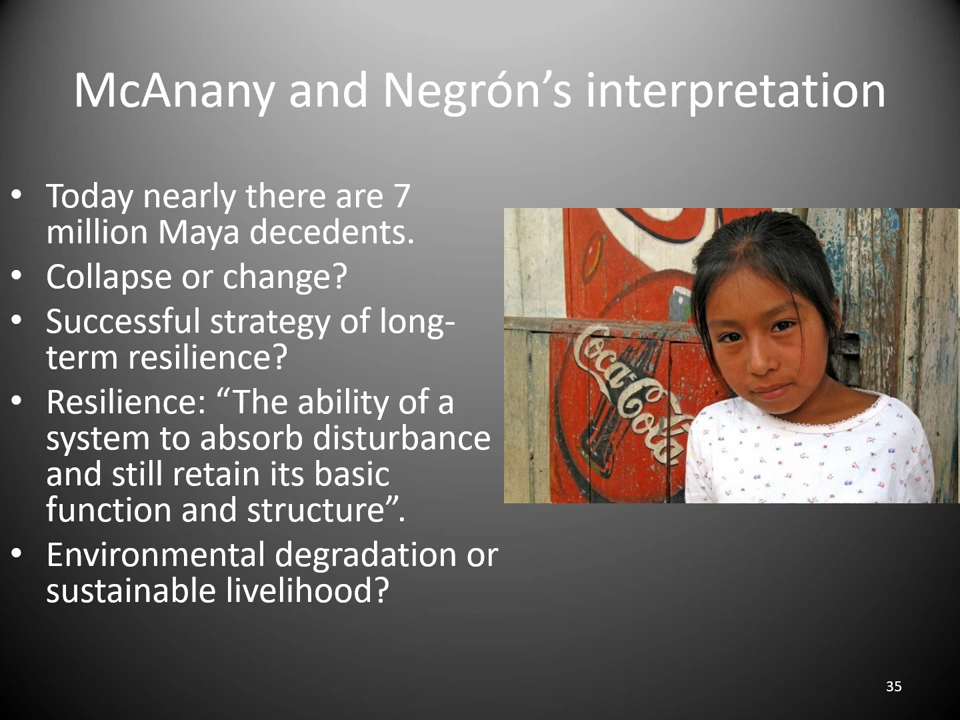 McAnany and Negrón’s interpretation
• Today nearly there are 7
million Maya decedents.
• Collapse or change?
• Successful strategy of long-
term resilience?
• Resilience: “The ability of a
system to absorb disturbance
and still retain its basic
function and structure”.
• Environmental degradation or
sustainable livelihood?
Coca-Cola
35